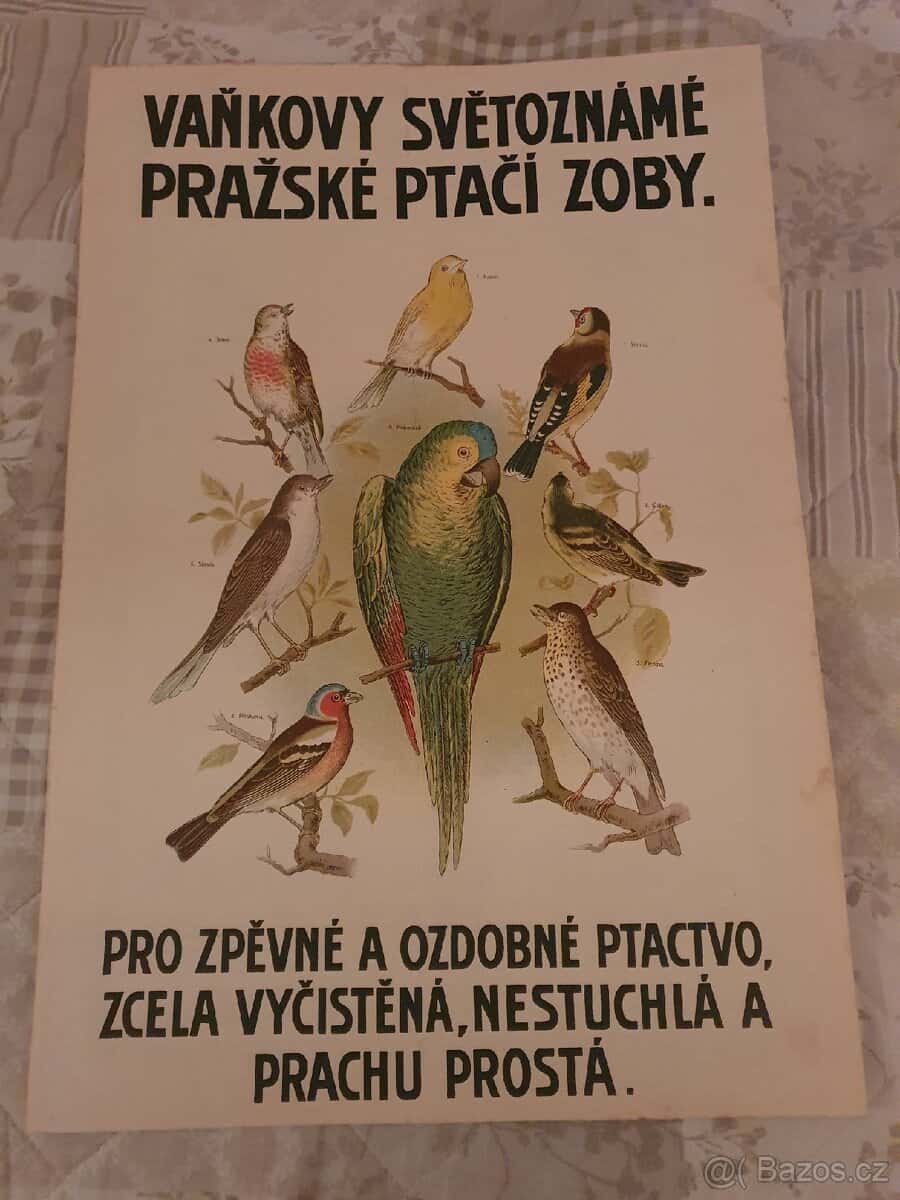 VAŇKOVY SVĚTOZNÁMÉ
PRAŽSKÉ PTAČÍ ZOBY.
PRO ZPĚVNÉ A OZDOBNÉ PTACTVO,
ZCELA VYČISTĚNÁ, NESTUCHLÁ A
PRACHU PROSTÁ.
@( Bazos.cz